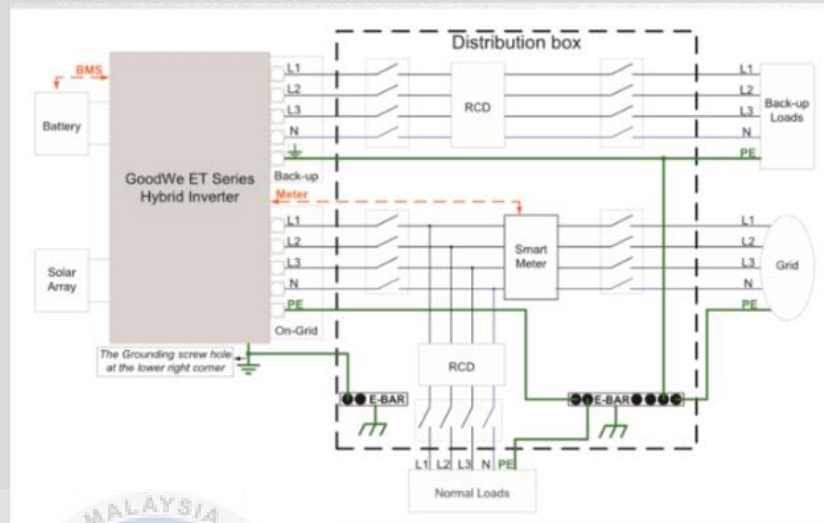 Distribution box
BMS
Battery
GoodWe ET Series
Hybrid Inverter
Solar
Array
L1
L2
L3
N
Back-up
RCD
L1
L2
L3
N
PE
Back-up
Loads
Meter
L1
L2
L3
N
PE
On-Grid
Smart
Meter
L1
L2
L3
N
PE
Grid
The Grounding screw hole
at the lower right corner
RCD
E-BAR
E-BAR
L1 L2 L3 N PE
Normal Loads
MALAYSIA